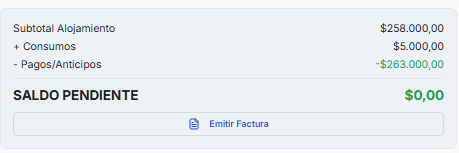 Subtotal Alojamiento $258.000,00
+ Consumos $5.000,00
- Pagos/Anticipos -$263.000,00
SALDO PENDIENTE $0,00
Emitir Factura